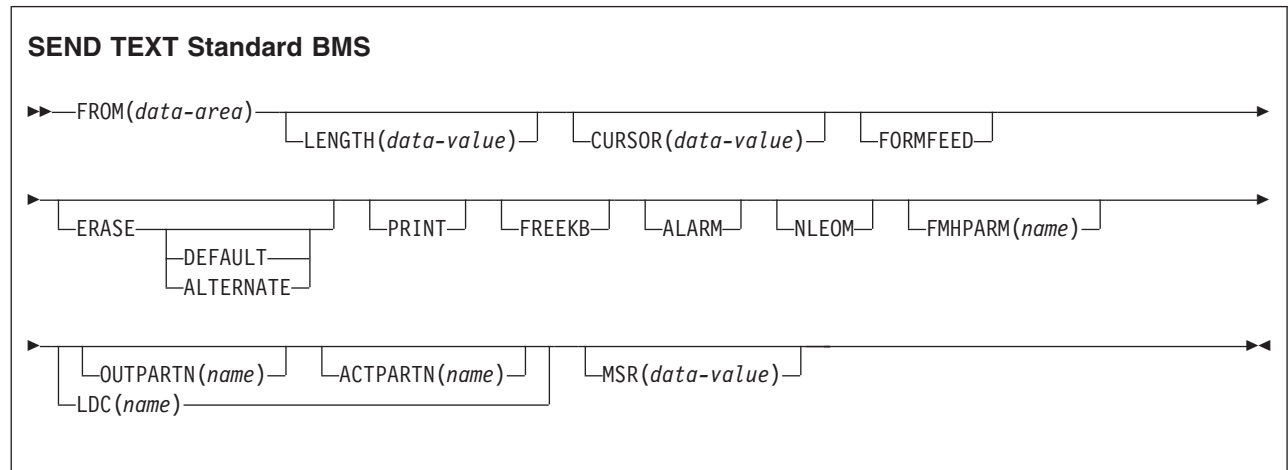 SEND TEXT Standard BMS
FROM(data-area) LENGTH(data-value) CURSOR(data-value) FORMFEED
ERASE DEFAULT ALTERNATE PRINT FREEKB ALARM NLEOM FMHPARM(name)
OUTPARTN(name) ACTPARTN(name) MSR(data-value)
LDC(name)